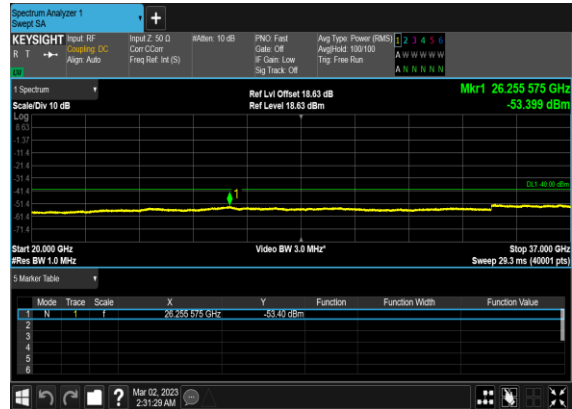 Spectrum Analyzer 1
Swept SA
+
KEYSIGHT Input: RF Input Z: 50 Ω #Atten: 10 dB PNO: Fast Avg Type: Power (RMS) 1 2 3 4 5 6
R T Coupling: DC Corr CCorr Gate: Off Avg|Hold: 100/100 A W W W W W
Align: Auto Freq Ref: Int (S) IF Gain: Low Trig: Free Run
Sig Track: Off A N N N N N
1 Spectrum Ref Lvl Offset 18.63 dB Mkr1 26.255 575 GHz
Scale/Div 10 dB Ref Level 18.63 dBm -53.399 dBm
Log
8.63
-1.37
-11.4
-21.4
-31.4
DL1 -40.00 dBm
-41.4
1
-51.4
-61.4
-71.4
Start 20.000 GHz Video BW 3.0 MHz* Stop 37.000 GHz
#Res BW 1.0 MHz Sweep 29.3 ms (40001 pts)
5 Marker Table
Mode Trace Scale X Y Function Function Width Function Value
1 N 1 f 26.255 575 GHz -53.40 dBm
2
3
4
5
6
? Mar 02, 2023
2:31:29 AM